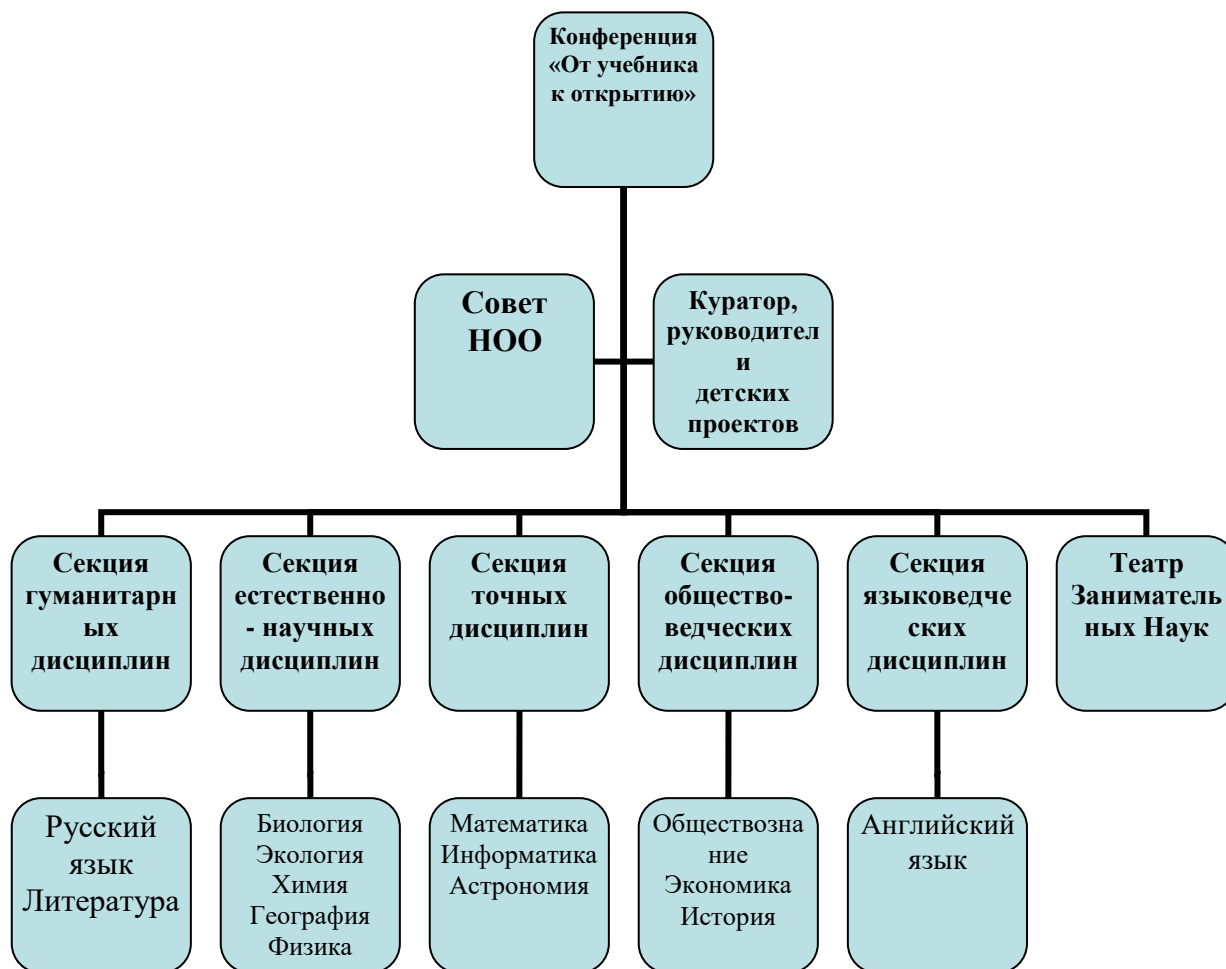 Конференция
«От учебника
к открытию»
Совет
НОО
Куратор,
руководител
и
детских
проектов
Секция
гуманитарн
ых
дисциплин
Секция
естественно
- научных
дисциплин
Секция
точных
дисциплин
Секция
общество-
ведческих
дисциплин
Секция
языковедче
ских
дисциплин
Театр
Заниматель
ных Наук
Русский
язык
Литература
Биология
Экология
Химия
География
Физика
Математика
Информатика
Астрономия
Обществозна
ние
Экономика
История
Английский
язык